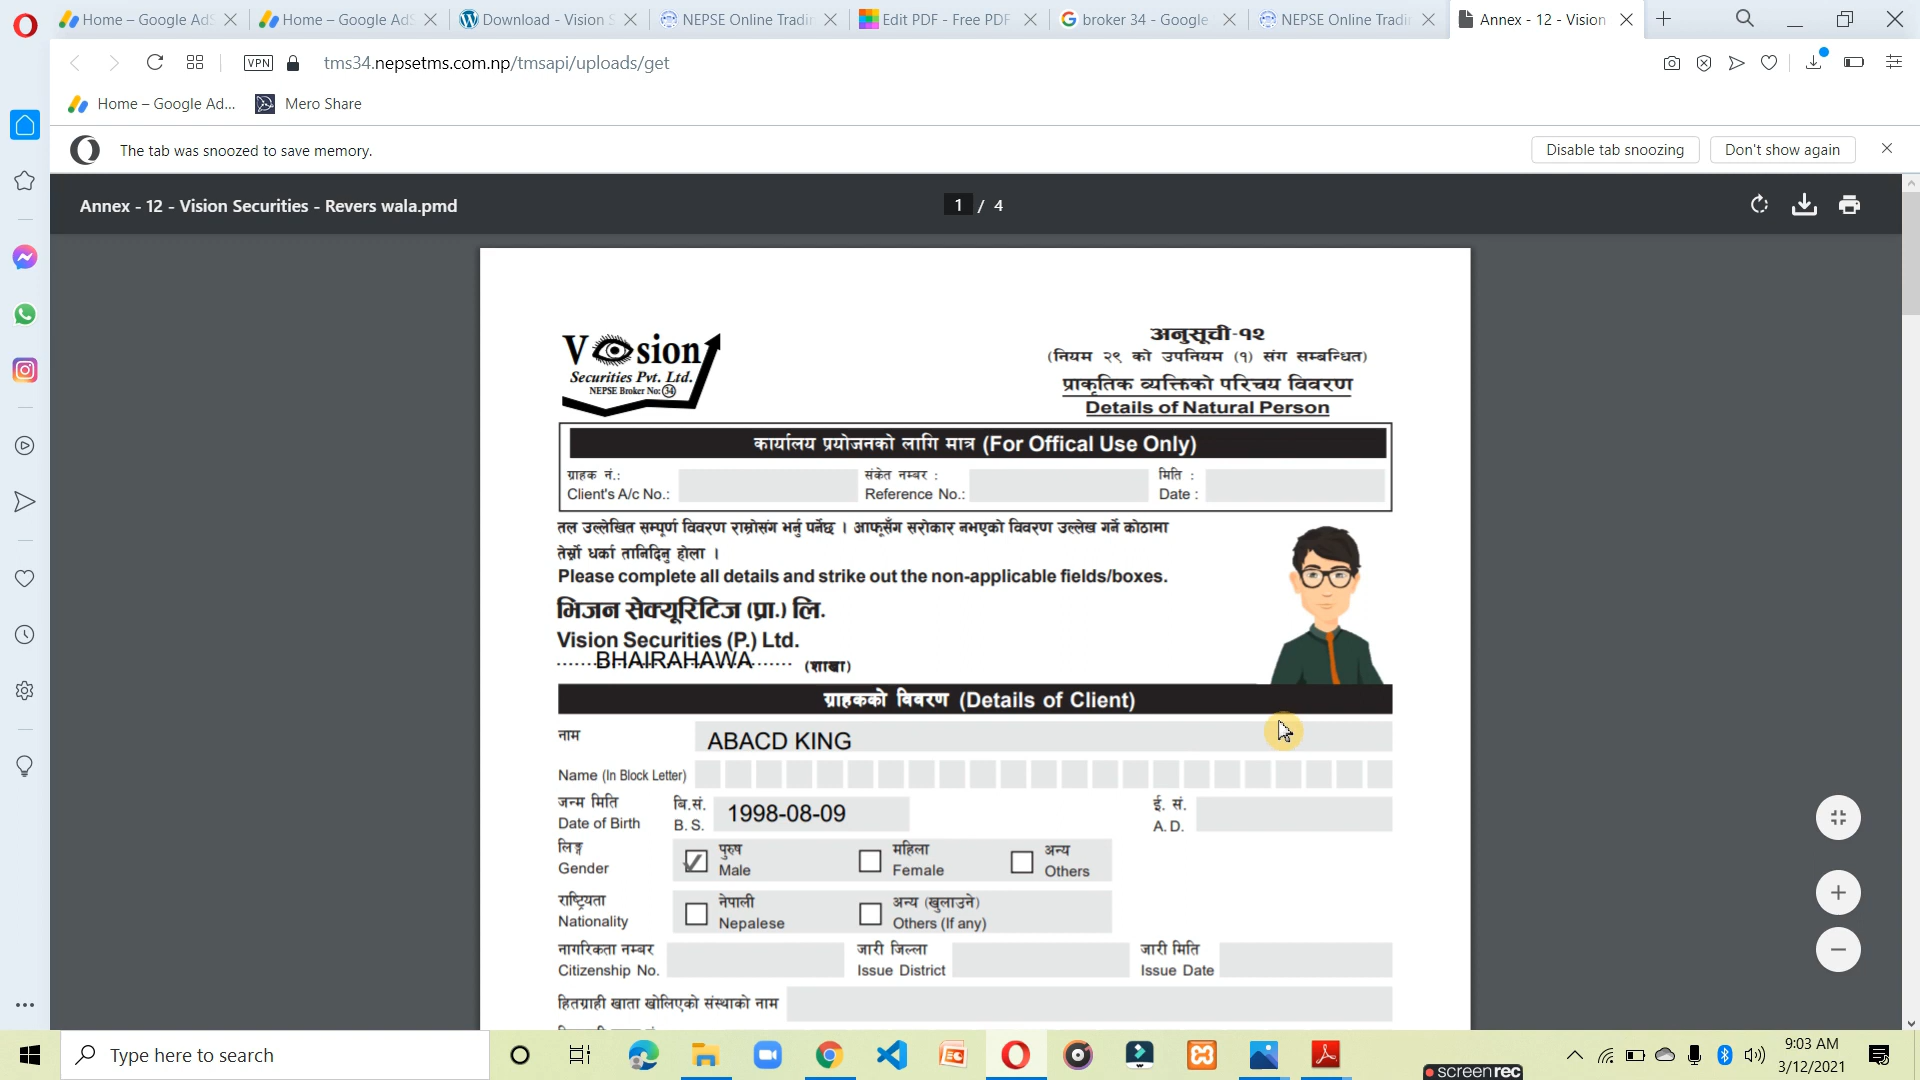 Home – Google AdS
Home – Google AdS
Download - Vision S
NEPSE Online Tradin
Edit PDF - Free PDF
broker 34 - Google
NEPSE Online Tradin
Annex - 12 - Vision
VPN
tms34.nepsetms.com.np/tmsapi/uploads/get
Home – Google Ad...
Mero Share
The tab was snoozed to save memory.
Disable tab snoozing
Don't show again
Annex - 12 - Vision Securities - Revers wala.pmd
1 / 4
Vision
Securities Pvt. Ltd.
NEPSE Broker No: 34
अनुसूची-१२
(नियम २९ को उपनियम (१) संग सम्बन्धित)
प्राकृतिक व्यक्तिको परिचय विवरण
Details of Natural Person
कार्यालय प्रयोजनको लागि मात्र (For Offical Use Only)
ग्राहक नं.:
Client's A/c No.:
संकेत नम्बर :
Reference No.:
मिति :
Date :
तल उल्लेखित सम्पूर्ण विवरण राम्रोसंग भर्नु पर्नेछ । आफूसँग सरोकार नभएको विवरण उल्लेख गर्ने कोठामा
तेर्सो धर्का तानिदिनु होला ।
Please complete all details and strike out the non-applicable fields/boxes.
भिजन सेक्यूरिटिज (प्रा.) लि.
Vision Securities (P.) Ltd.
BHAIRAHAWA (शाखा)
ग्राहकको विवरण (Details of Client)
नाम
ABACD KING
Name (In Block Letter)
जन्म मिति
Date of Birth
बि.सं.
B. S.
1998-08-09
ई. सं.
A. D.
लिङ्ग
Gender
पुरुष
Male
महिला
Female
अन्य
Others
राष्ट्रियता
Nationality
नेपाली
Nepalese
अन्य (खुलाउने)
Others (If any)
नागरिकता नम्बर
Citizenship No.
जारी जिल्ला
Issue District
जारी मिति
Issue Date
हितग्राही खाता खोलिएको संस्थाको नाम
Type here to search
9:03 AM
3/12/2021
screenrec